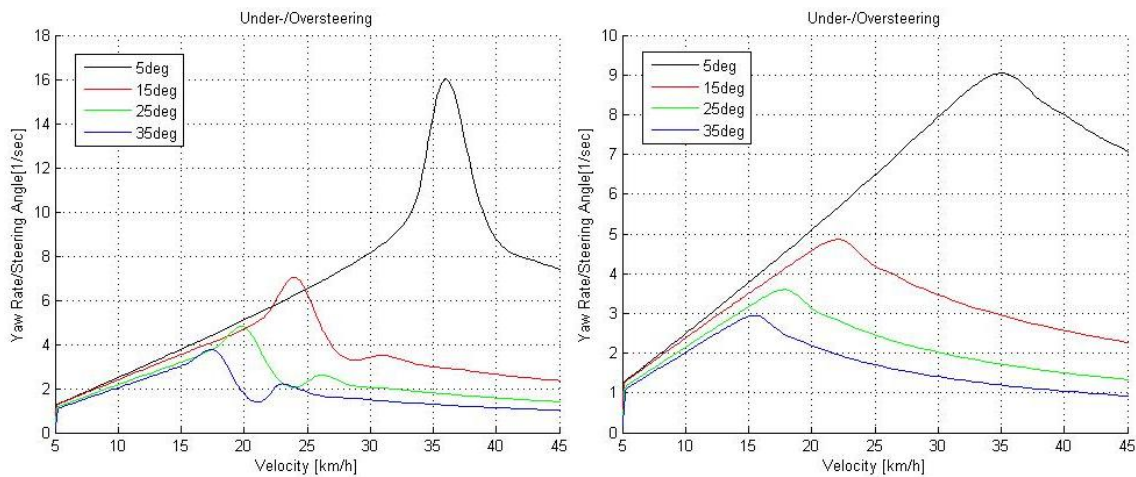 Under-/Oversteering
18
16
14
12
10
8
6
4
2
0
Yaw Rate/Steering Angle[1/sec]
5deg
15deg
25deg
35deg
5 10 15 20 25 30 35 40 45
Velocity [km/h]
Under-/Oversteering
10
9
8
7
6
5
4
3
2
1
0
Yaw Rate/Steering Angle[1/sec]
5deg
15deg
25deg
35deg
5 10 15 20 25 30 35 40 45
Velocity [km/h]